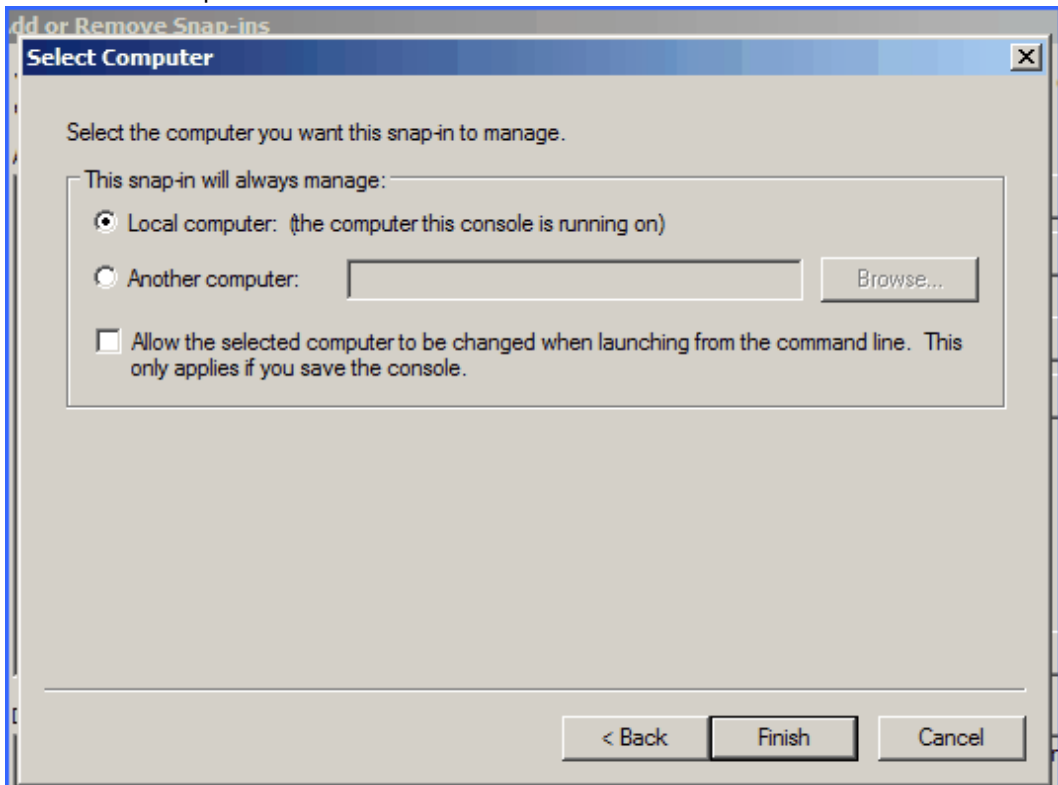 dd or Remove Snap-ins
Select Computer
Select the computer you want this snap-in to manage.
This snap-in will always manage:
Local computer: (the computer this console is running on)
Another computer:
Browse...
Allow the selected computer to be changed when launching from the command line. This
only applies if you save the console.
< Back
Finish
Cancel